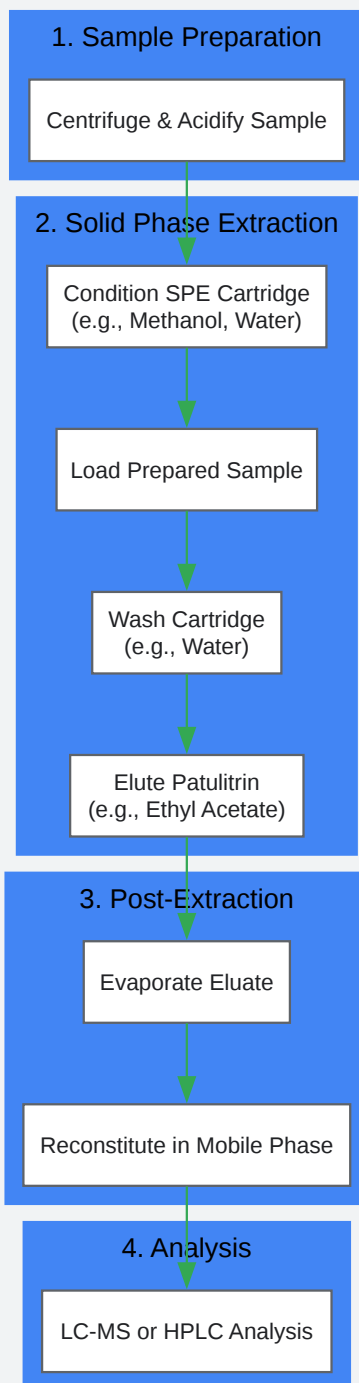 1. Sample Preparation
Centrifuge & Acidify Sample
2. Solid Phase Extraction
Condition SPE Cartridge
(e.g., Methanol, Water)
Load Prepared Sample
Wash Cartridge
(e.g., Water)
Elute Patulitrin
(e.g., Ethyl Acetate)
3. Post-Extraction
Evaporate Eluate
Reconstitute in Mobile Phase
4. Analysis
LC-MS or HPLC Analysis